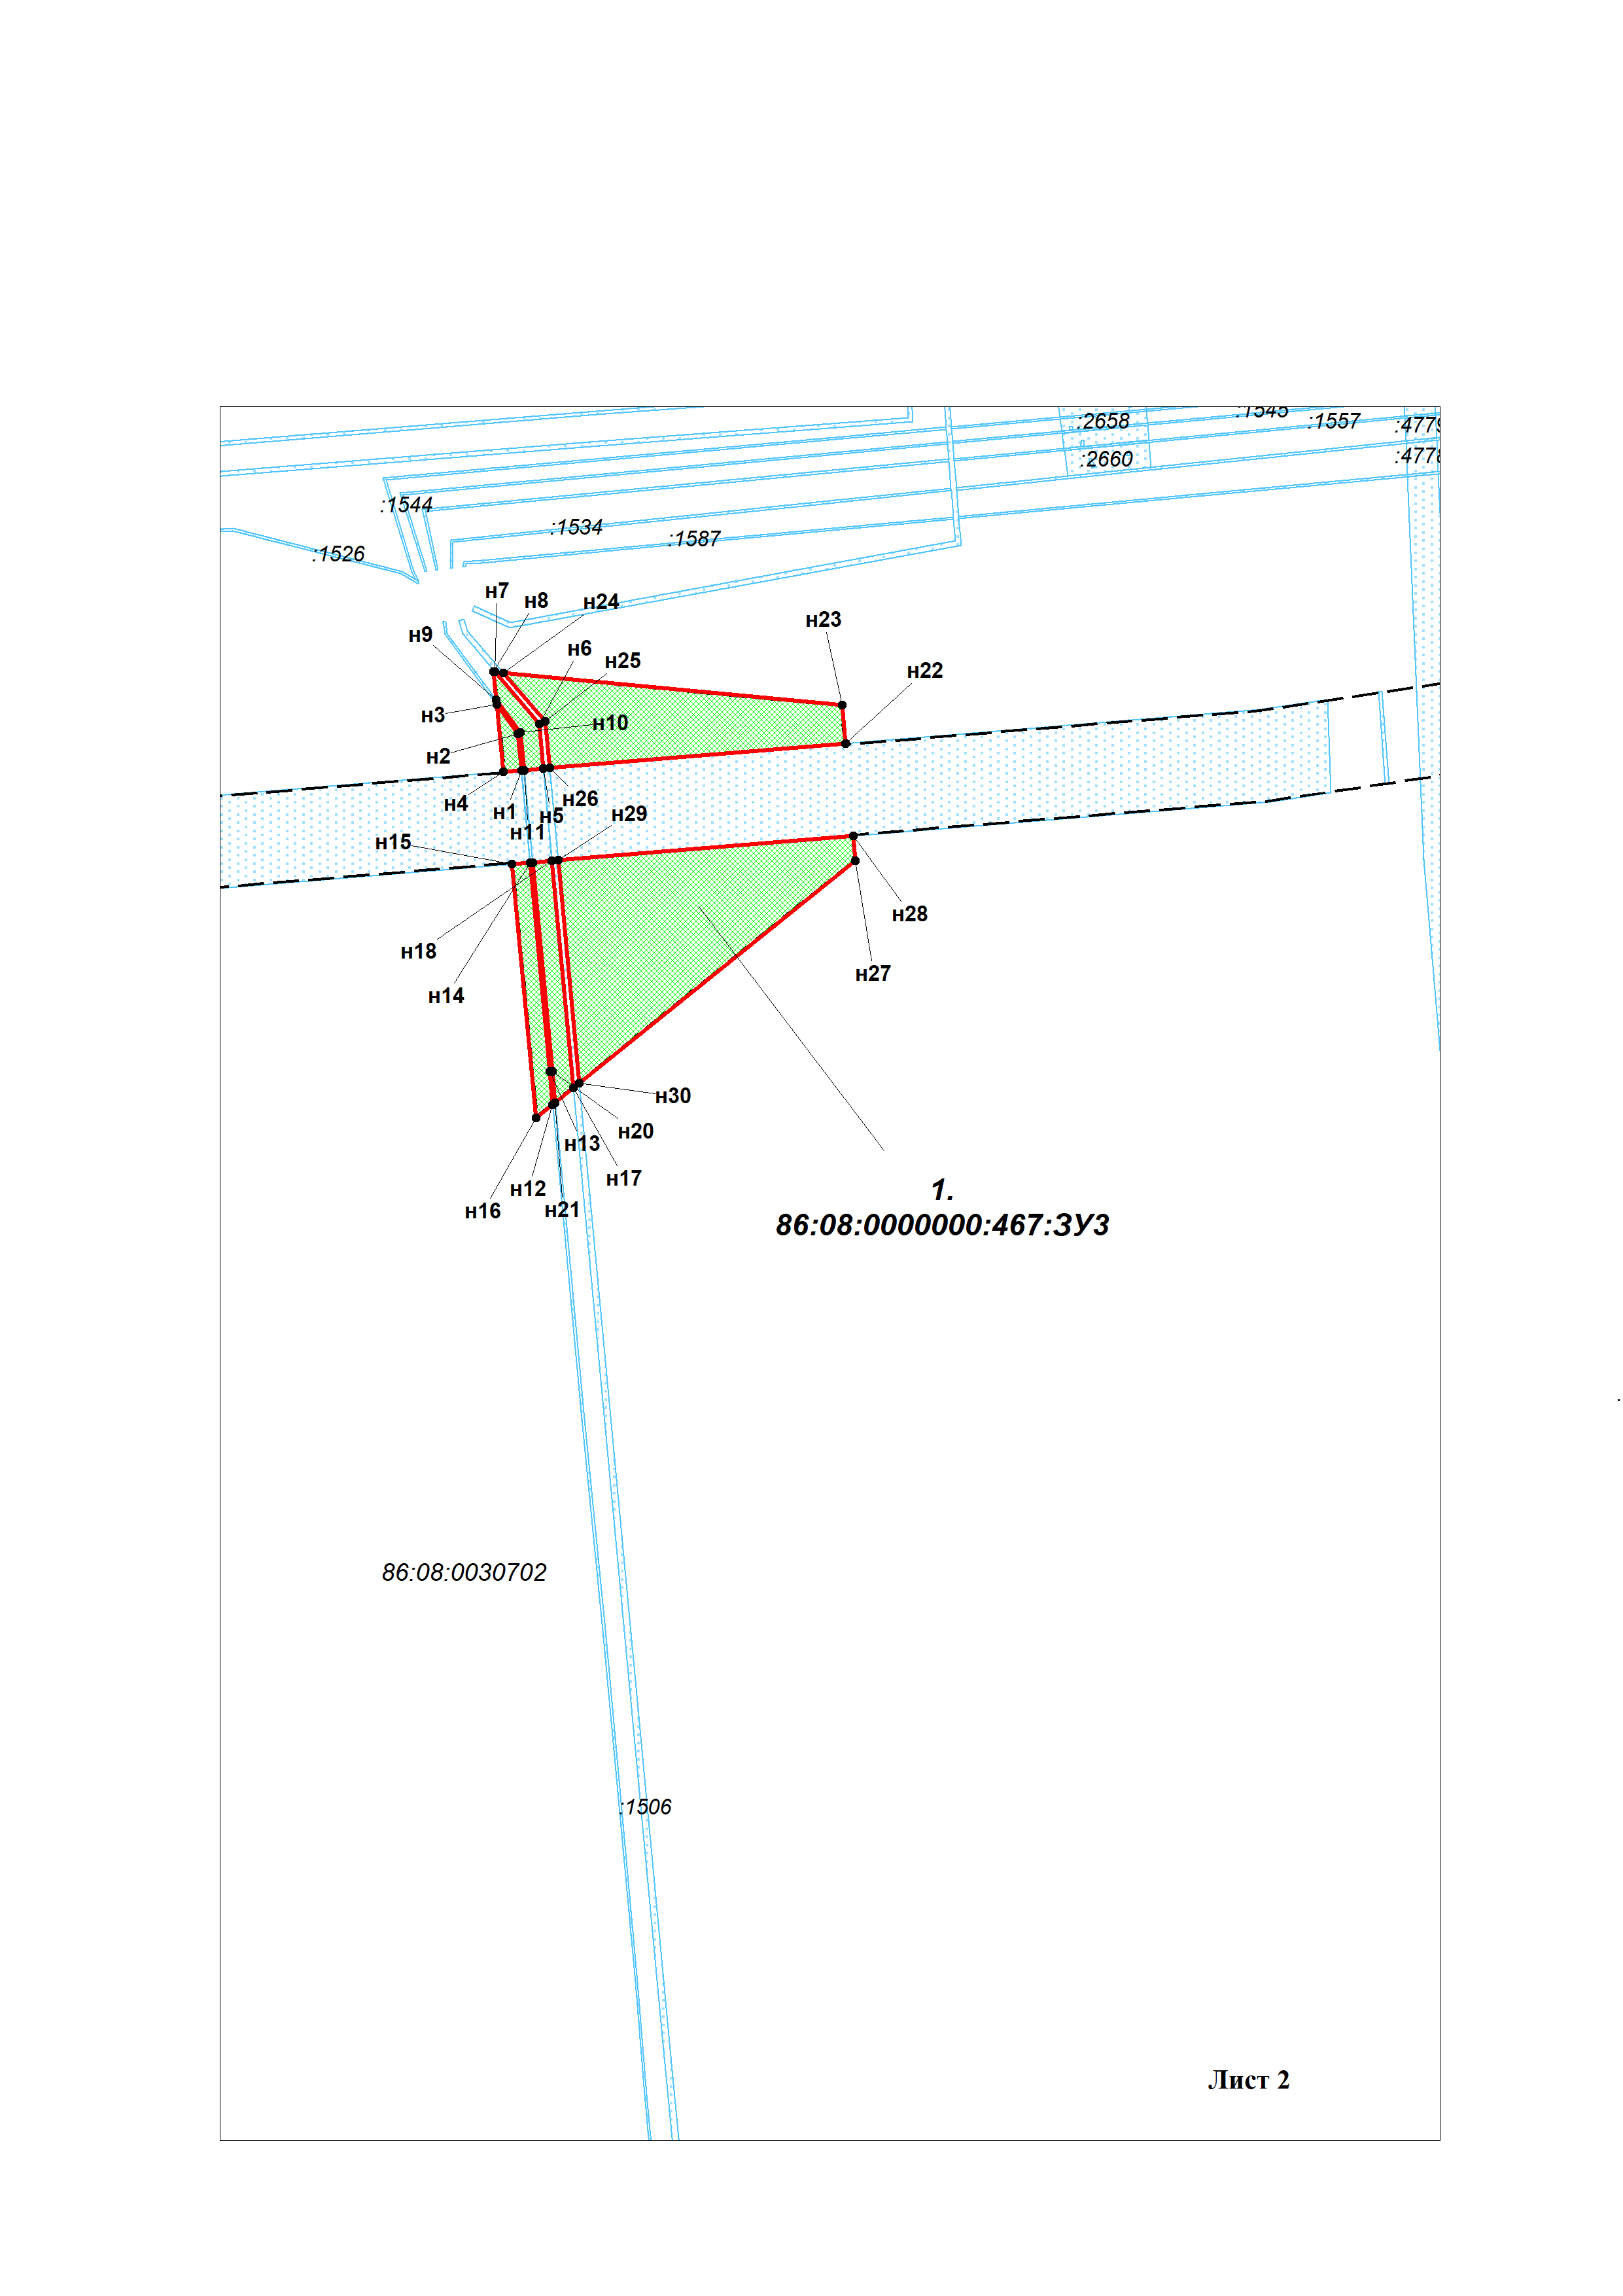 :1545
:2658
:1557
:2660
:1544
:1534
:1587
:1526
н7
н8
н24
н23
н9
н6
н25
н22
н3
н10
н2
н4
н1
н26
н5
н29
н11
н15
н28
н18
н27
н14
н30
н20
н13
н17
н12
н16
н21
1.
86:08:0000000:467:ЗУ3
86:08:0030702
:1506
Лист 2